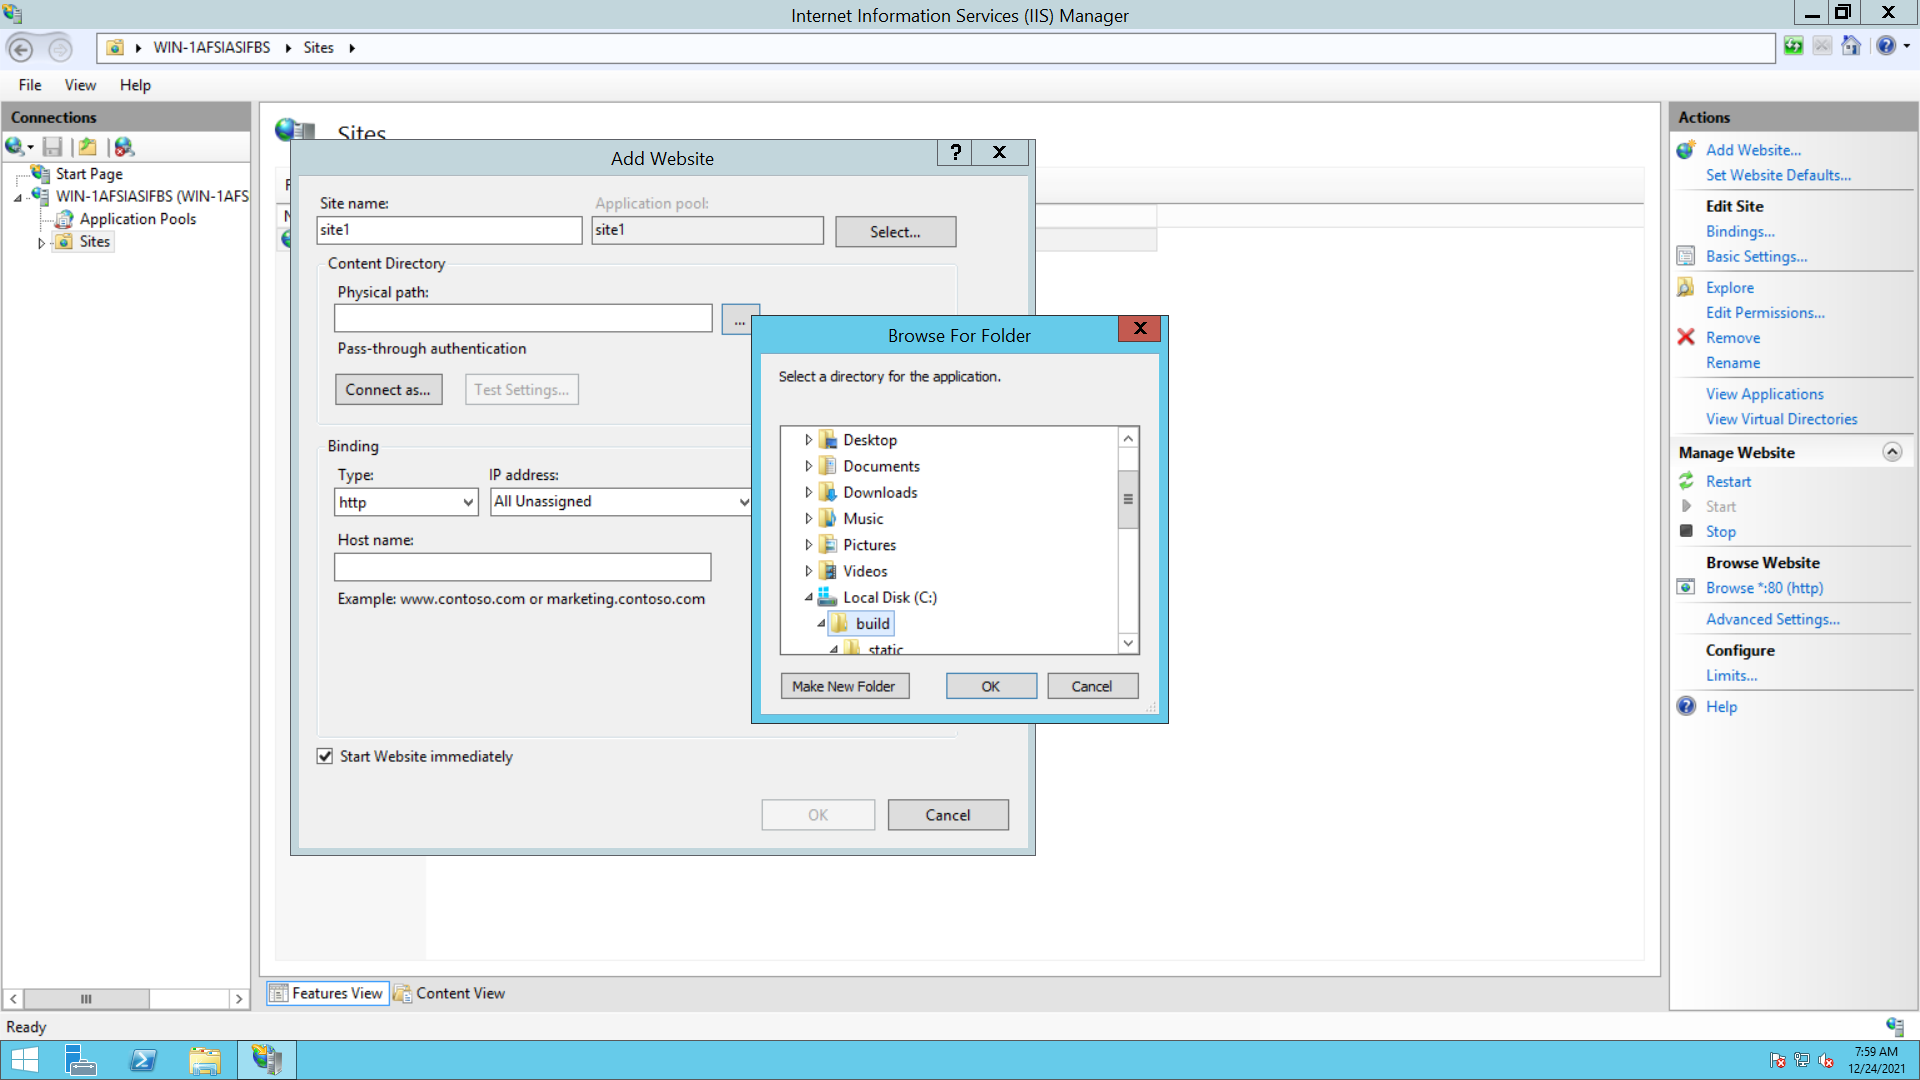 Internet Information Services (IIS) Manager
WIN-1AFSIASIFBS
Sites
File
View
Help
Connections
Start Page
WIN-1AFSIASIFBS (WIN-1AFS
Application Pools
Sites
Sites
Add Website
?
X
Site name:
Application pool:
site1
site1
Select...
Content Directory
Physical path:
...
Pass-through authentication
Connect as...
Test Settings...
Binding
Type:
IP address:
http
All Unassigned
Host name:
Example: www.contoso.com or marketing.contoso.com
Start Website immediately
OK
Cancel
Browse For Folder
X
Select a directory for the application.
Desktop
Documents
Downloads
Music
Pictures
Videos
Local Disk (C:)
build
static
Make New Folder
OK
Cancel
Actions
Add Website...
Set Website Defaults...
Edit Site
Bindings...
Basic Settings...
Explore
Edit Permissions...
Remove
Rename
View Applications
View Virtual Directories
Manage Website
Restart
Start
Stop
Browse Website
Browse *:80 (http)
Advanced Settings...
Configure
Limits...
Help
Features View
Content View
Ready
7:59 AM
12/24/2021